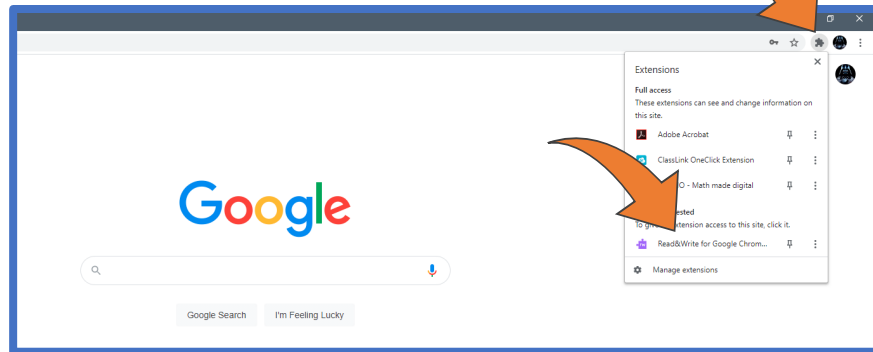 Extensions
Full access
These extensions can see and change information on
this site.
Adobe Acrobat
ClassLink OneClick Extension
O - Math made digital
To extension access to this site, click it.
Read&Write for Google Chrom...
Manage extensions
Google
Google Search
I'm Feeling Lucky